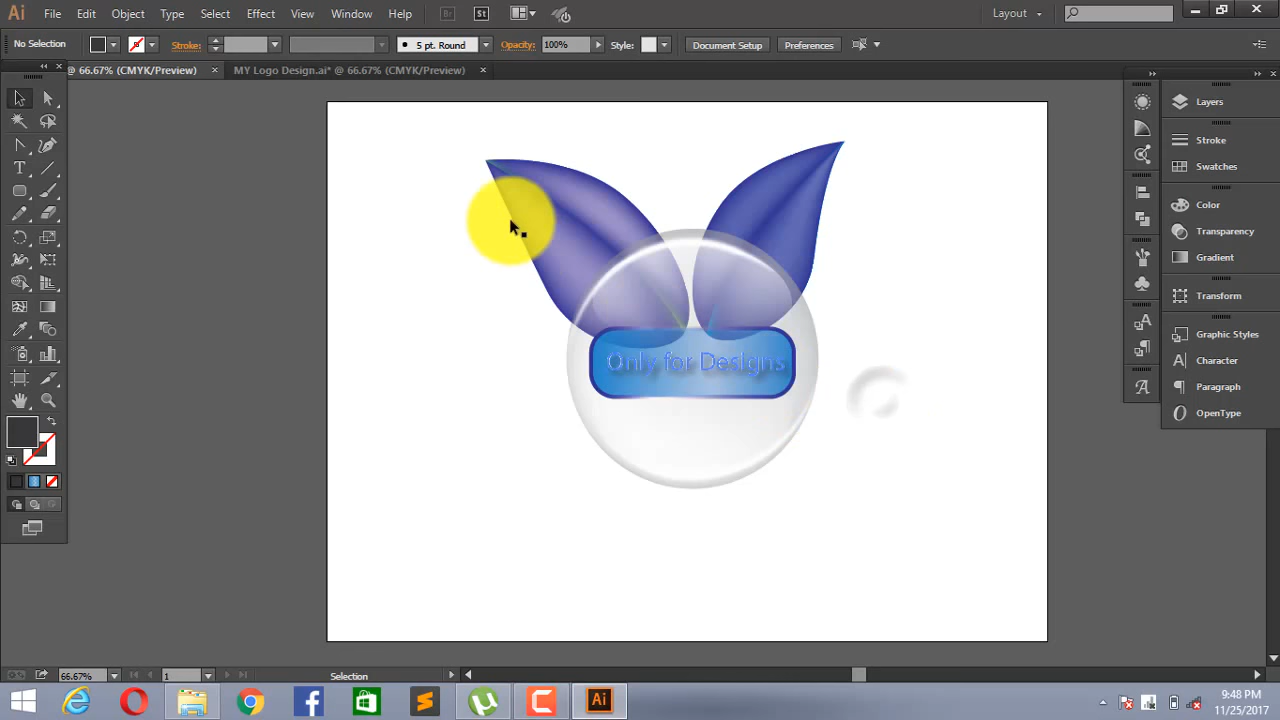 Ai File Edit Object Type Select Effect View Window Help Br St Layout
No Selection Stroke: 5 pt. Round Opacity: 100% Style: Document Setup Preferences
@ 66.67% (CMYK/Preview) × MY Logo Design.ai* @ 66.67% (CMYK/Preview) ×
Layers
Stroke
Swatches
Color
Transparency
Gradient
Transform
Graphic Styles
Character
Paragraph
OpenType
Only for Designs
66.67% 1 Selection
Ai
9:48 PM
11/25/2017